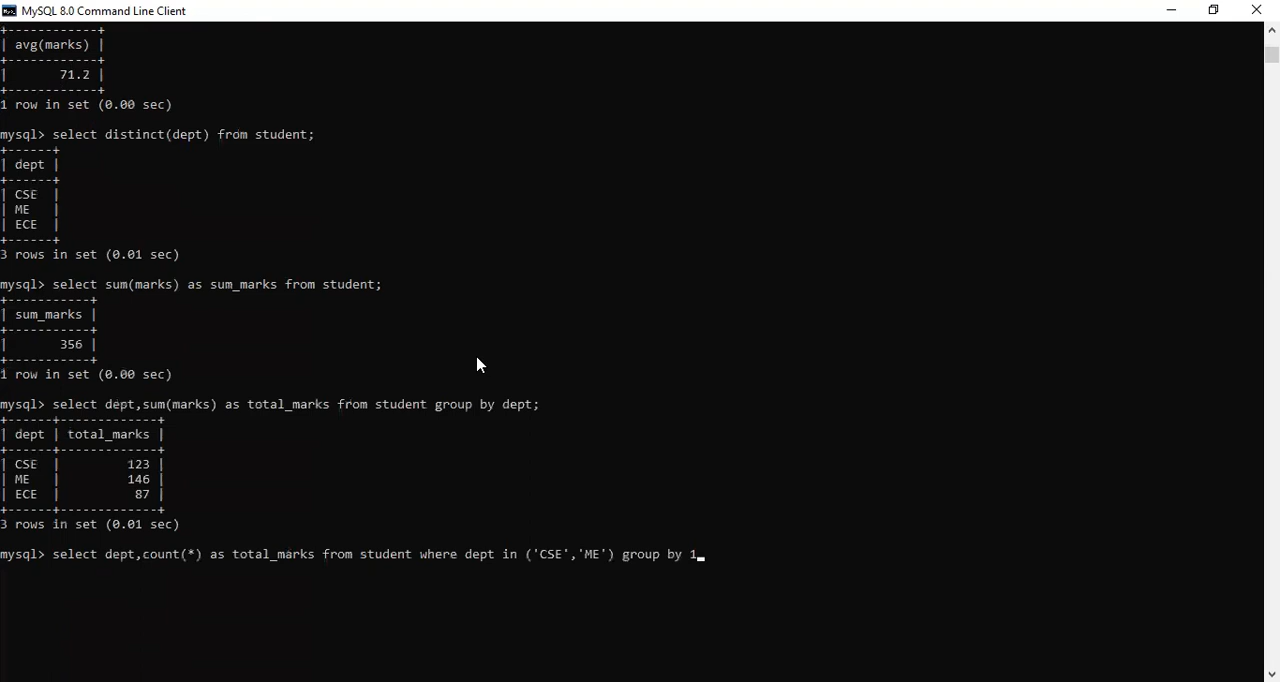 MySQL 8.0 Command Line Client
+------------+
| avg(marks) |
+------------+
|       71.2 |
+------------+
1 row in set (0.00 sec)
mysql> select distinct(dept) from student;
+------+
| dept |
+------+
| CSE  |
| ME   |
| ECE  |
+------+
3 rows in set (0.01 sec)
mysql> select sum(marks) as sum_marks from student;
+-----------+
| sum_marks |
+-----------+
|       356 |
+-----------+
1 row in set (0.00 sec)
mysql> select dept,sum(marks) as total_marks from student group by dept;
+------+-------------+
| dept | total_marks |
+------+-------------+
| CSE  |         123 |
| ME   |         146 |
| ECE  |          87 |
+------+-------------+
3 rows in set (0.01 sec)
mysql> select dept,count(*) as total_marks from student where dept in ('CSE','ME') group by 1_